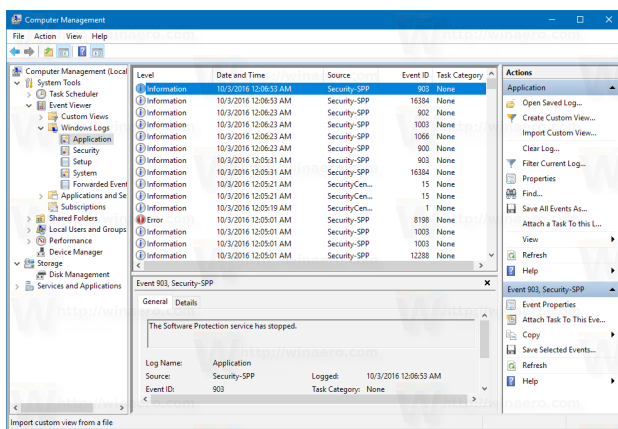 Computer Management
File Action View Help
Computer Management (Local
System Tools
Task Scheduler
Event Viewer
Custom Views
Windows Logs
Application
Security
Setup
System
Forwarded Event
Applications and Se
Subscriptions
Shared Folders
Local Users and Groups
Performance
Device Manager
Storage
Disk Management
Services and Applications
Level Date and Time Source Event ID Task Category
Information 10/3/2016 12:06:53 AM Security-SPP 903 None
Information 10/3/2016 12:06:53 AM Security-SPP 16384 None
Information 10/3/2016 12:06:23 AM Security-SPP 902 None
Information 10/3/2016 12:06:23 AM Security-SPP 1003 None
Information 10/3/2016 12:06:23 AM Security-SPP 1066 None
Information 10/3/2016 12:06:23 AM Security-SPP 900 None
Information 10/3/2016 12:05:31 AM Security-SPP 903 None
Information 10/3/2016 12:05:31 AM Security-SPP 16384 None
Information 10/3/2016 12:05:21 AM SecurityCen... 15 None
Information 10/3/2016 12:05:21 AM SecurityCen... 15 None
Information 10/3/2016 12:05:19 AM SecurityCen... 1 None
Error 10/3/2016 12:05:01 AM Security-SPP 8198 None
Information 10/3/2016 12:05:01 AM Security-SPP 1003 None
Information 10/3/2016 12:05:01 AM Security-SPP 1003 None
Information 10/3/2016 12:05:01 AM Security-SPP 12288 None
Event 903, Security-SPP
General Details
The Software Protection service has stopped.
http://winaero.com
Log Name: Application
Source: Security-SPP Logged: 10/3/2016 12:06:53 AM
Event ID: 903 Task Category: None
Actions
Application
Open Saved Log...
Create Custom View...
Import Custom View...
Clear Log...
Filter Current Log...
Properties
Find...
Save All Events As...
Attach a Task To this L...
View
Refresh
Help
Event 903, Security-SPP
Event Properties
Attach Task To This Eve...
Copy
Save Selected Events...
Refresh
Help
Import custom view from a file